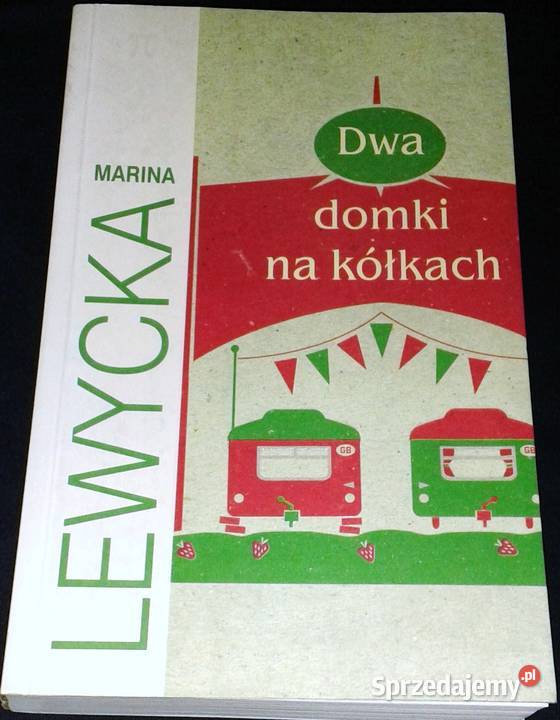 MARINA
LEWYCKA
Dwa
domki
na kółkach
GB
GB
Sprzedajemy.pl